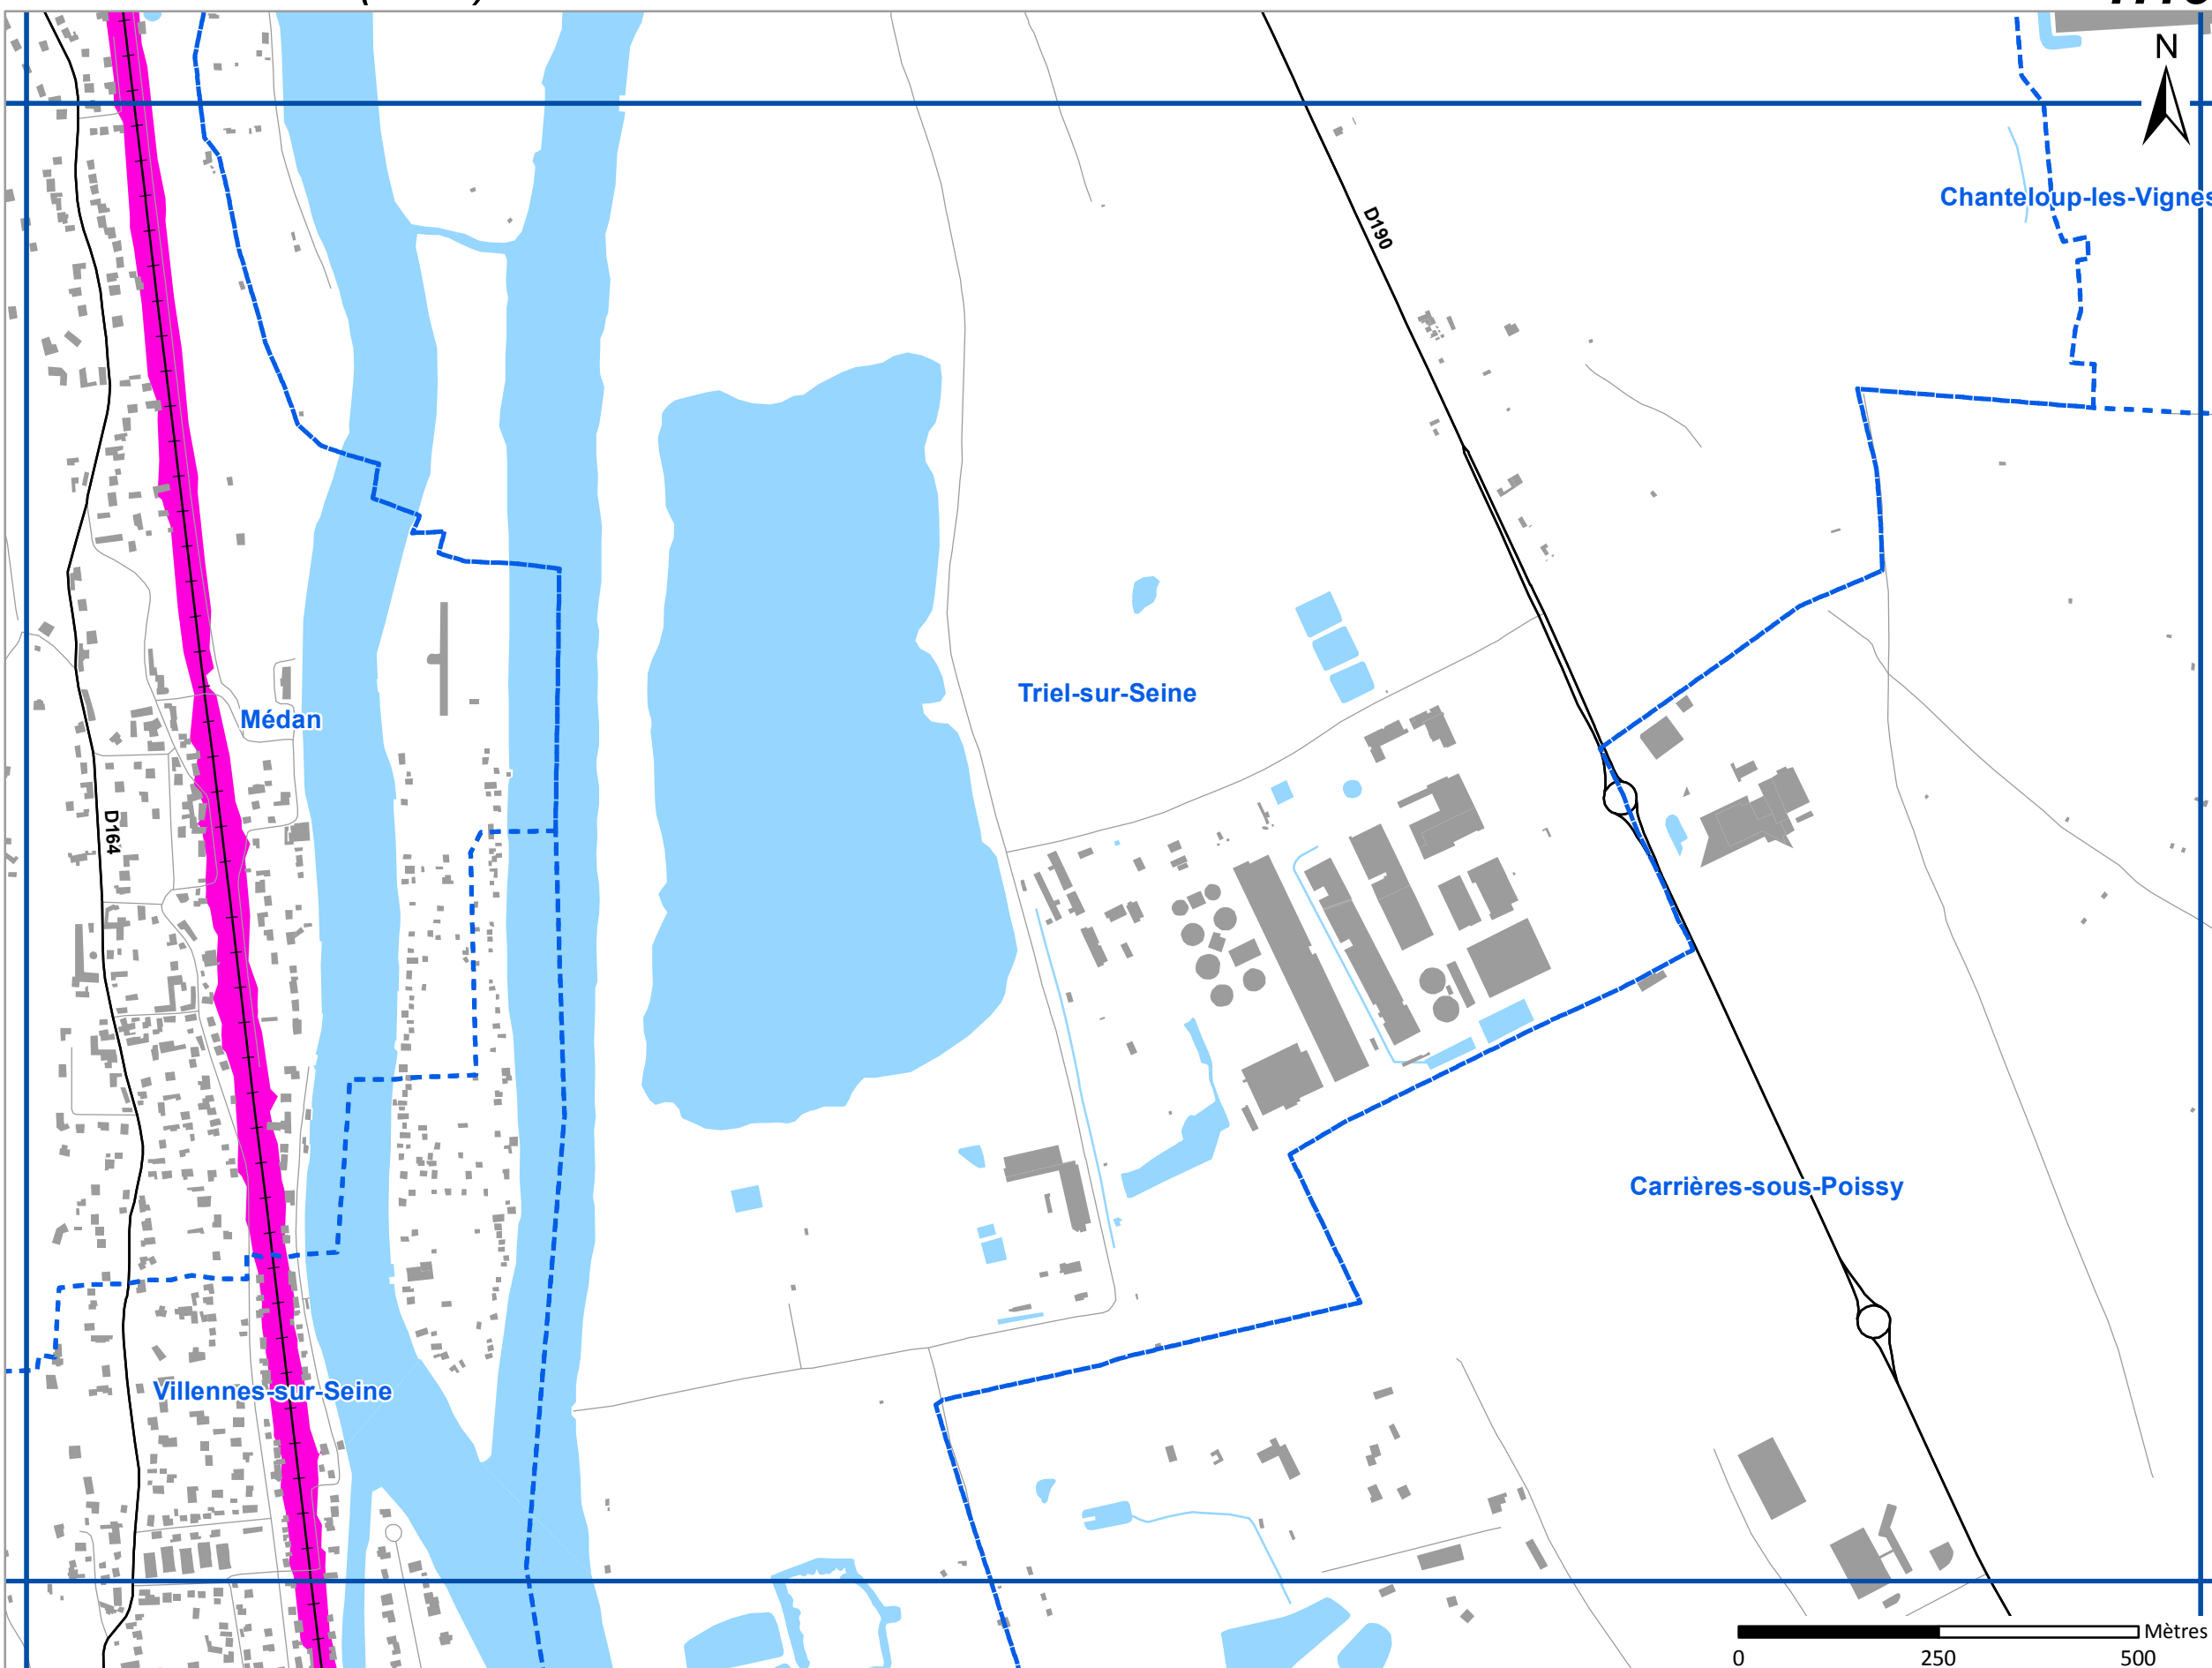 N
Chanteloup-les-Vignes
D190
Triel-sur-Seine
Médan
D164
Carrières-sous-Poissy
Villennes-sur-Seine
Mètres
0 250 500